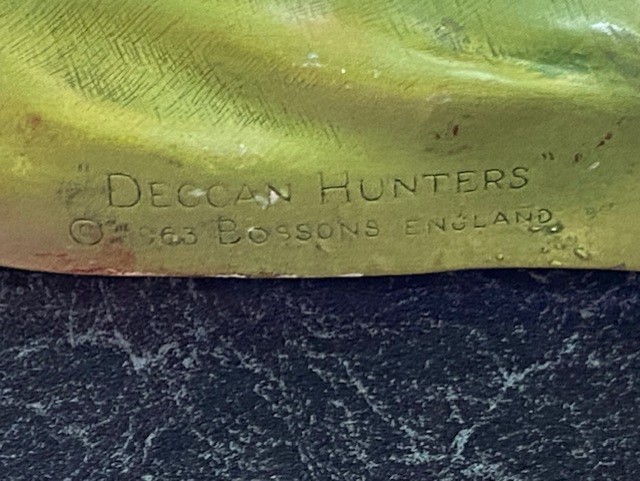 "DECCAN HUNTERS"
© 1963 BOSSONS ENGLAND